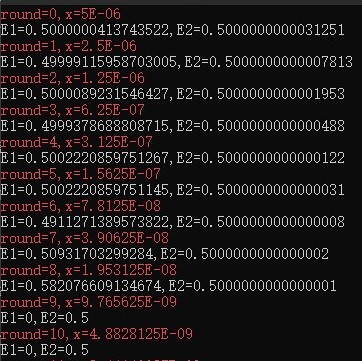 round=0,x=5E-06
E1=0.5000000413743522,E2=0.5000000000031251
round=1,x=2.5E-06
E1=0.49999115958703005,E2=0.5000000000007813
round=2,x=1.25E-06
E1=0.5000089231546427,E2=0.5000000000001953
round=3,x=6.25E-07
E1=0.4999378688808715,E2=0.5000000000000488
round=4,x=3.125E-07
E1=0.5002220859751267,E2=0.5000000000000122
round=5,x=1.5625E-07
E1=0.5002220859751145,E2=0.5000000000000031
round=6,x=7.8125E-08
E1=0.4911271389573822,E2=0.5000000000000008
round=7,x=3.90625E-08
E1=0.50931703299284,E2=0.5000000000000002
round=8,x=1.953125E-08
E1=0.582076609134674,E2=0.5000000000000001
round=9,x=9.765625E-09
E1=0,E2=0.5
round=10,x=4.8828125E-09
E1=0,E2=0.5